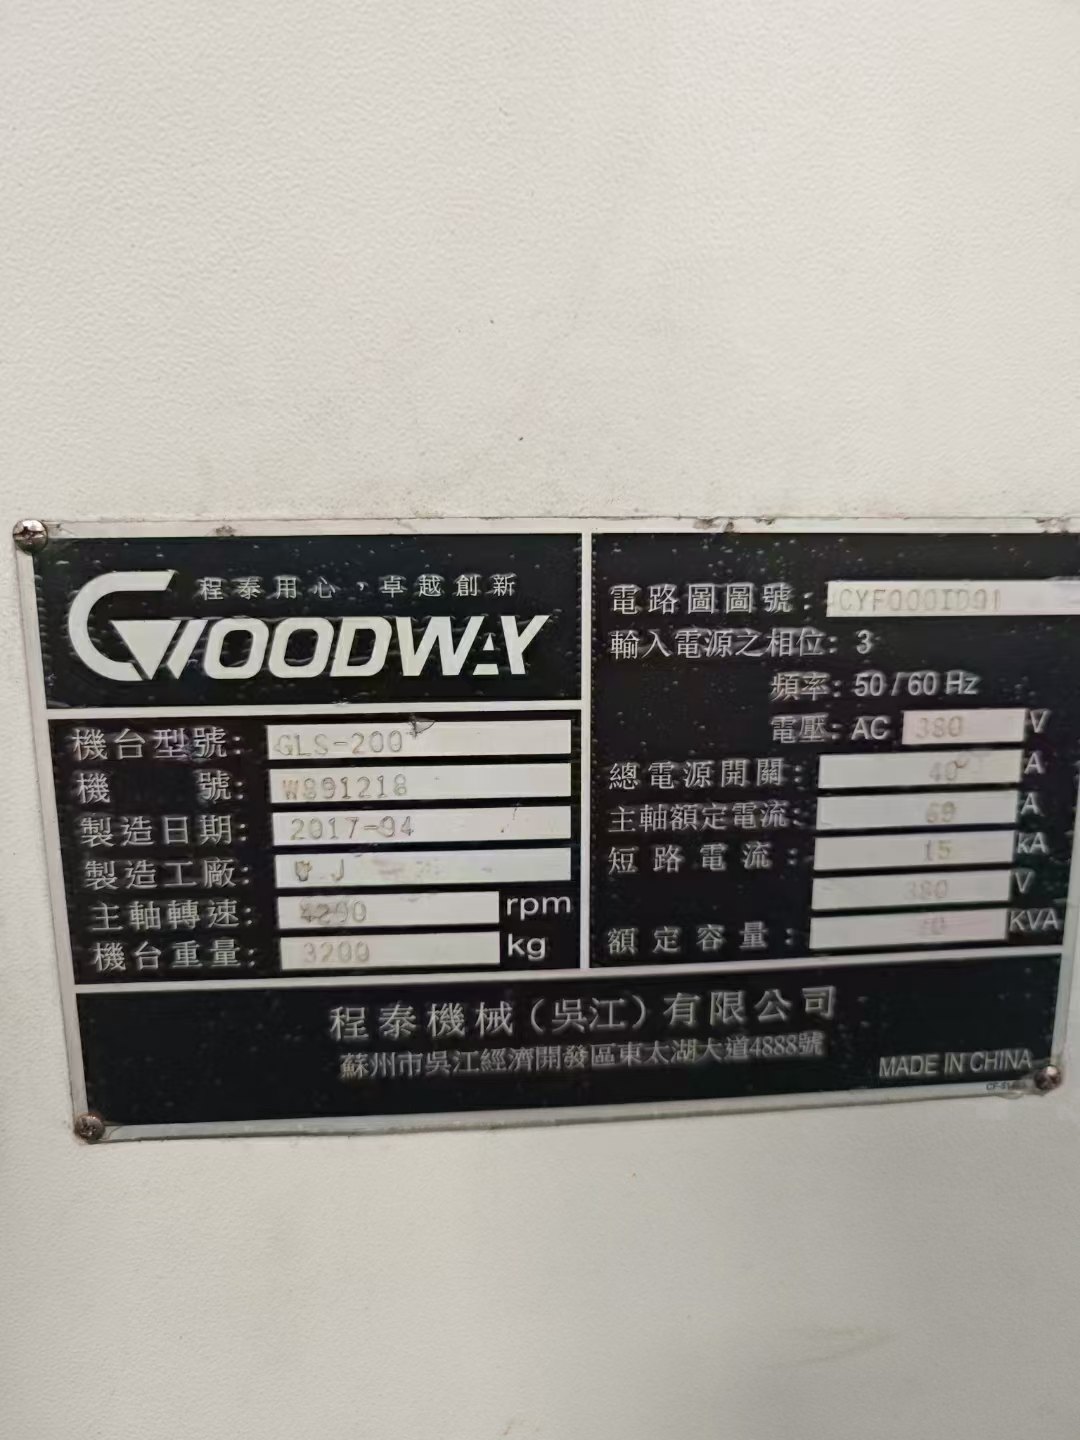 程泰用心，卓越創新
GOODWAY
機台型號: GLS-200
機 號: W891218
製造日期: 2017-04
製造工廠: J
主軸轉速: 4200 rpm
機台重量: 3200 kg
電路圖圖號: CYF000ID91
輸入電源之相位: 3
頻率: 50/60 Hz
電壓: AC 380 V
總電源開關: 40 A
主軸額定電流: 69 A
短路電流: 15 kA
380 V
額定容量: KVA
程泰機械（吳江）有限公司
蘇州市吳江經濟開發區東太湖大道4888號
MADE IN CHINA